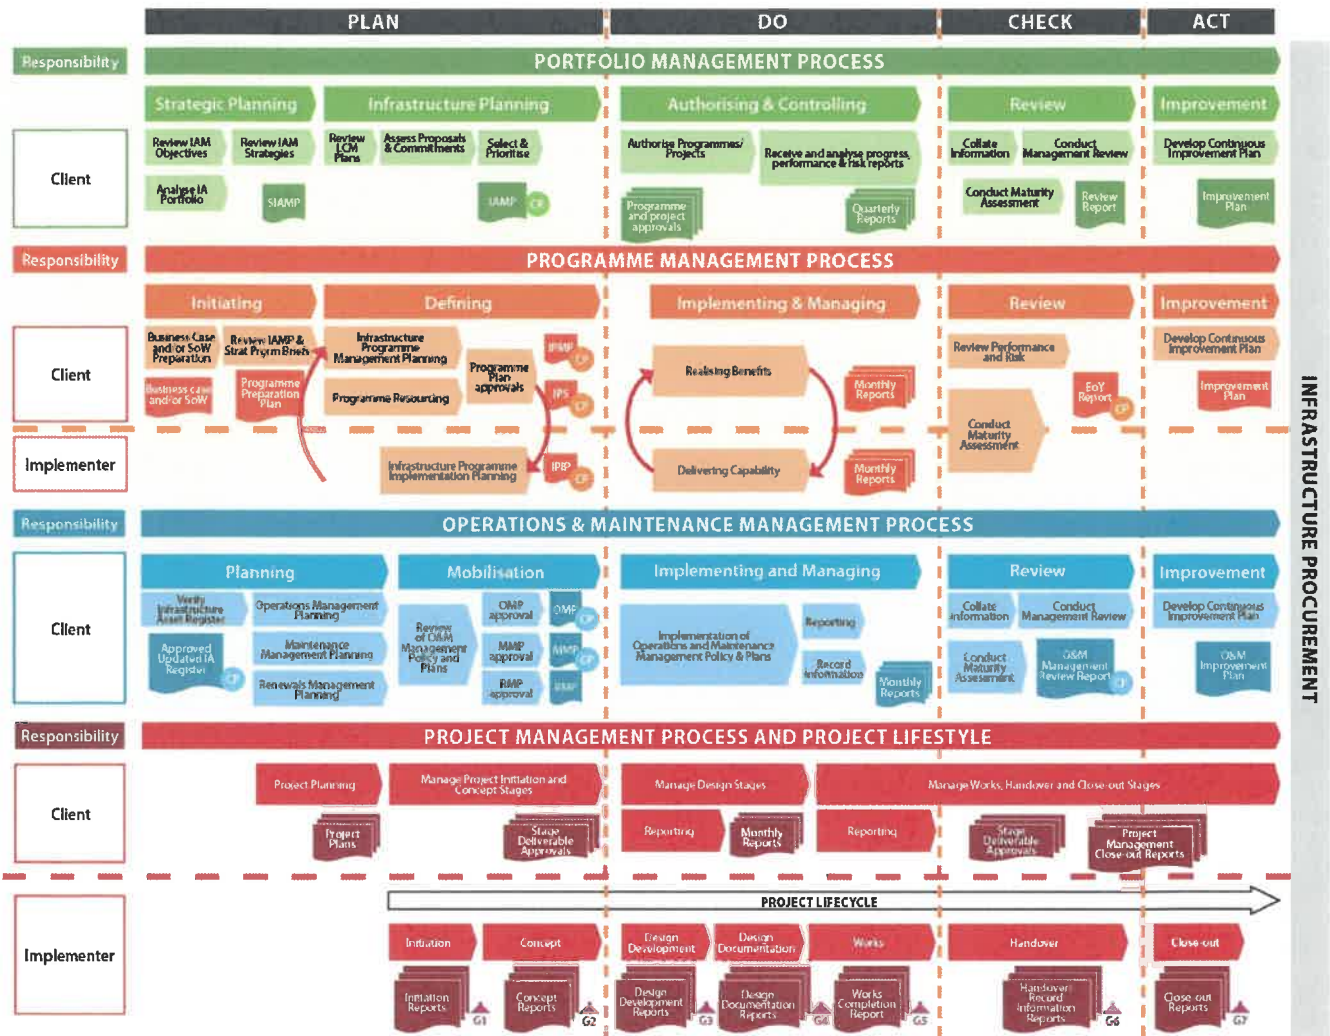 PLAN
DO
CHECK
ACT
Responsibility
PORTFOLIO MANAGEMENT PROCESS
Strategic Planning
Infrastructure Planning
Authorising & Controlling
Review
Improvement
Client
Review IAM
Objectives
Review IAM
Strategies
Review
LCM
Plans
Assess Proposals
& Commitments
Select &
Prioritise
Authorise Programmes/
Projects
Receive and analyse progress,
performance & risk reports
Collate
Information
Conduct
Management Review
Develop Continuous
Improvement Plan
Analyse IA
Portfolio
SIAMP
IAMP
CP
Programme
and project
approvals
Quarterly
Reports
Conduct Maturity
Assessment
Review
Report
Improvement
Plan
Responsibility
PROGRAMME MANAGEMENT PROCESS
Initiating
Defining
Implementing & Managing
Review
Improvement
Client
Business Case
and/or SoW
Preparation
Review IAMP &
Strat Prgrm Briefs
Infrastructure
Programme
Management Planning
Programme
Plan
approvals
IPMP
CP
Realising Benefits
Review Performance
and Risk
Develop Continuous
Improvement Plan
Business case
and/or SoW
Programme
Preparation
Plan
Programme Resourcing
IPS
CP
Monthly
Reports
EoY
Report
CP
Improvement
Plan
Conduct
Maturity
Assessment
Implementer
Infrastructure Programme
Implementation Planning
IPIP
CP
Delivering Capability
Monthly
Reports
Responsibility
OPERATIONS & MAINTENANCE MANAGEMENT PROCESS
Planning
Mobilisation
Implementing and Managing
Review
Improvement
Client
Verify
Infrastructure
Asset Register
Operations Management
Planning
Review
of O&M
Management
Policy and
Plans
OMP
approval
OMP
CP
Implementation of
Operations and Maintenance
Management Policy & Plans
Reporting
Collate
Information
Conduct
Management Review
Develop Continuous
Improvement Plan
Approved
Updated IA
Register
CP
Maintenance
Management Planning
MMP
approval
MMP
CP
Record
Information
Monthly
Reports
Conduct
Maturity
Assessment
O&M
Management
Review Report
CP
O&M
Improvement
Plan
Renewals Management
Planning
RMP
approval
RMP
Responsibility
PROJECT MANAGEMENT PROCESS AND PROJECT LIFESTYLE
Client
Project Planning
Manage Project Initiation and
Concept Stages
Manage Design Stages
Manage Works, Handover and Close-out Stages
Project
Plans
Stage
Deliverable
Approvals
Reporting
Monthly
Reports
Reporting
Stage
Deliverable
Approvals
Project
Management
Close-out Reports
PROJECT LIFECYCLE
Implementer
Initiation
Concept
Design
Development
Design
Documentation
Works
Handover
Close-out
Initiation
Reports
G1
Concept
Reports
G2
Design
Development
Reports
G3
Design
Documentation
Reports
G4
Works
Completion
Report
G5
Handover/
Record
Information
Reports
G6
Close-out
Reports
G7
INFRASTRUCTURE PROCUREMENT